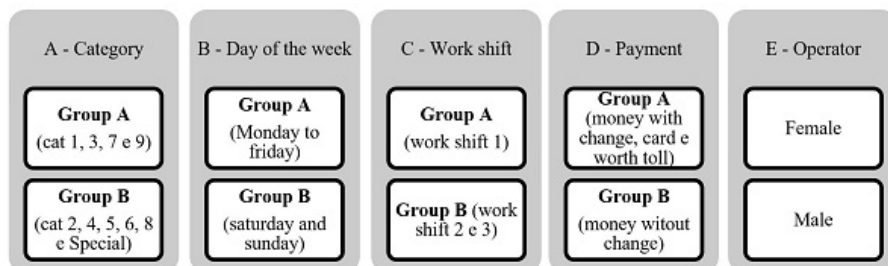 A - Category
Group A
(cat 1, 3, 7 e 9)
Group B
(cat 2, 4, 5, 6, 8
e Special)
B - Day of the week
Group A
(Monday to
friday)
Group B
(saturday and
sunday)
C - Work shift
Group A
(work shift 1)
Group B (work
shift 2 e 3)
D - Payment
Group A
(money with
change, card e
worth toll)
Group B
(money witout
change)
E - Operator
Female
Male